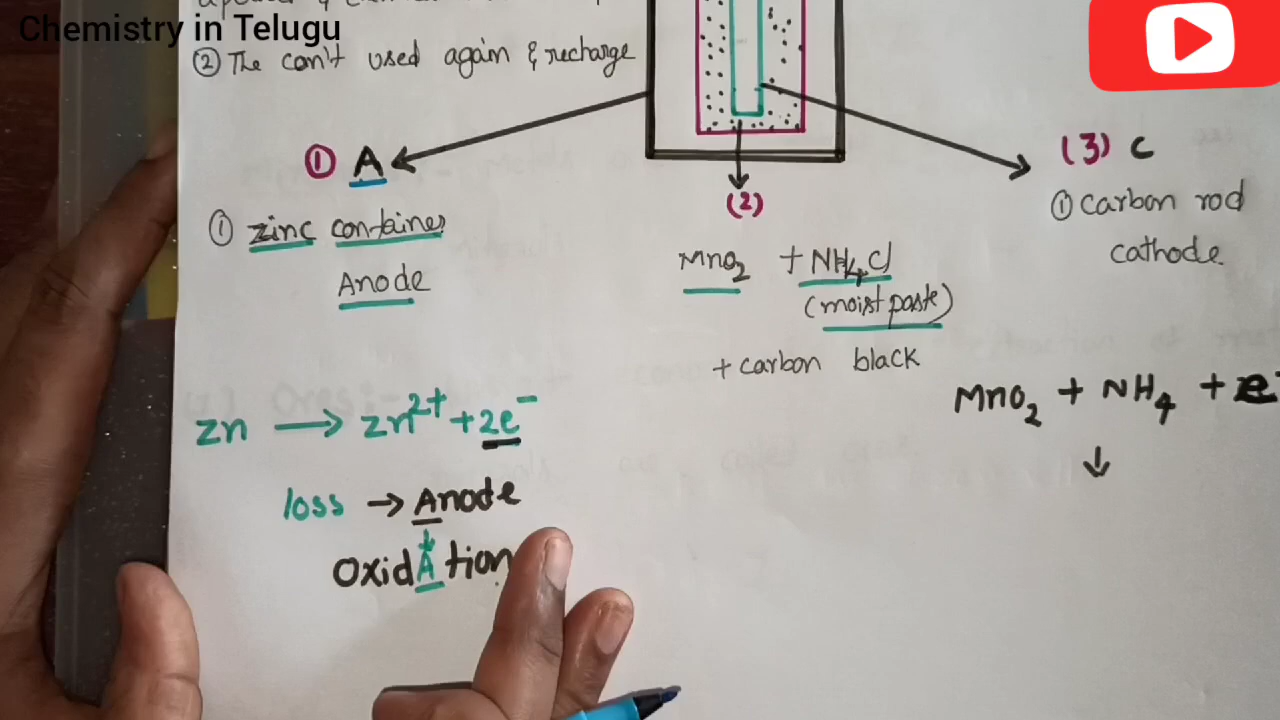 Chemistry in Telugu
② The can't used again & recharge
① A
① zinc container
Anode
(2)
MnO2 + NH4Cl
(moist paste)
+ carbon black
(3) C
① carbon rod
cathode
Zn → Zn2+ + 2e-
loss → Anode
OxidAtion
MnO2 + NH4 + e-
↓